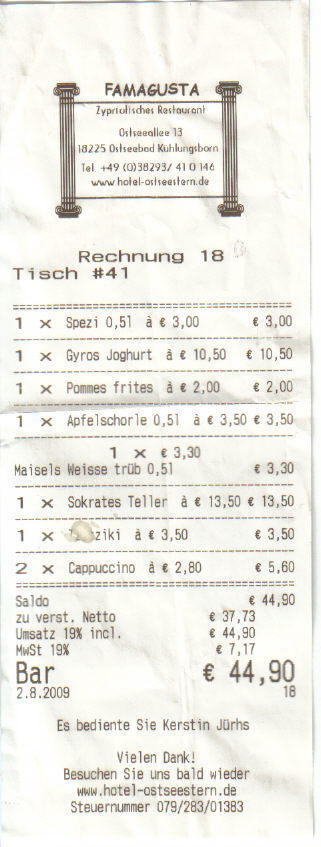 FAMAGUSTA
Zypriotisches Restaurant
Ostseeallee 13
18225 Ostseebad Kühlungsborn
Tel. +49 (0)38293/ 41 0 146
www.hotel-ostseestern.de
Rechnung 18
Tisch #41
1 x Spezi 0,5l à € 3,00 € 3,00
1 x Gyros Joghurt à € 10,50 € 10,50
1 x Pommes frites à € 2,00 € 2,00
1 x Apfelschorle 0,5l à € 3,50 € 3,50
1 x € 3,30
Maisels Weisse trüb 0,5l € 3,30
1 x Sokrates Teller à € 13,50 € 13,50
1 x à € 3,50 € 3,50
2 x Cappuccino à € 2,80 € 5,60
Saldo € 44,90
zu verst. Netto € 37,73
Umsatz 19% incl. € 44,90
MwSt 19% € 7,17
Bar € 44,90
2.8.2009 18
Es bediente Sie Kerstin Jürhs
Vielen Dank!
Besuchen Sie uns bald wieder
www.hotel-ostseestern.de
Steuernummer 079/283/01383